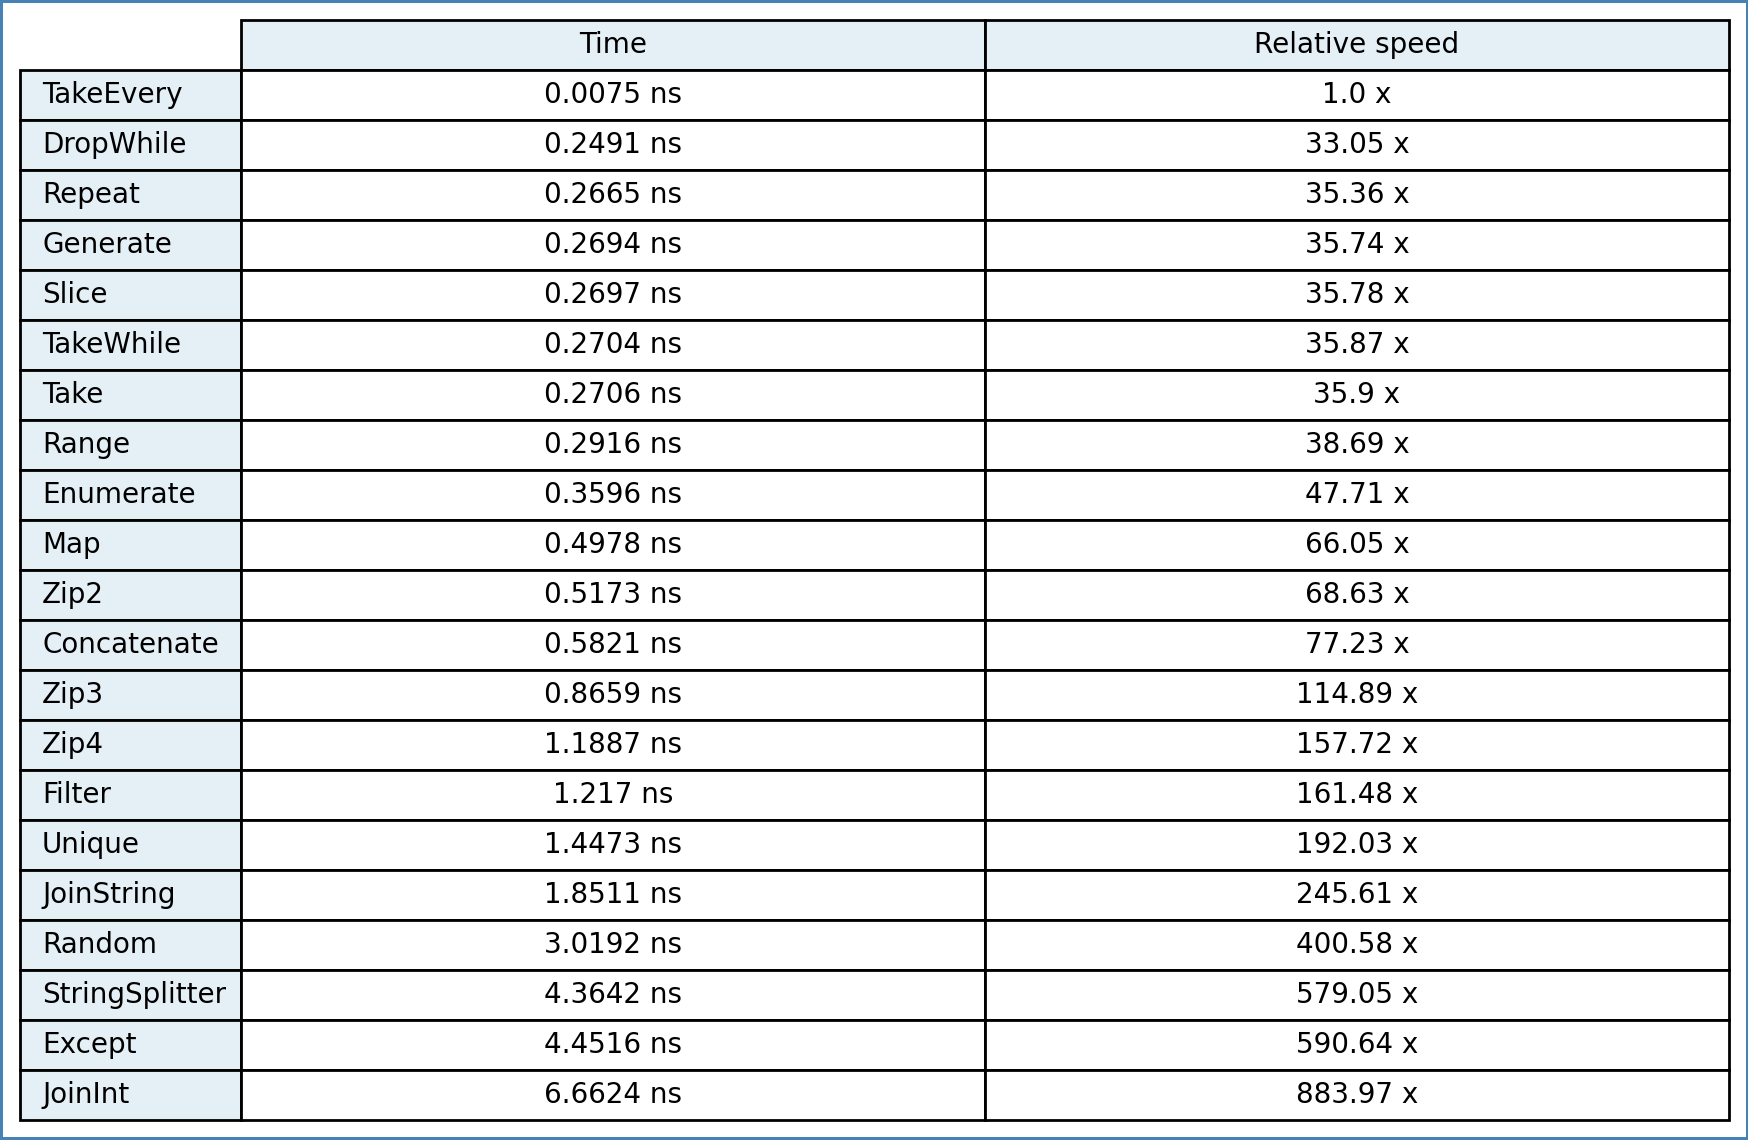 Time Relative speed
TakeEvery 0.0075 ns 1.0 x
DropWhile 0.2491 ns 33.05 x
Repeat 0.2665 ns 35.36 x
Generate 0.2694 ns 35.74 x
Slice 0.2697 ns 35.78 x
TakeWhile 0.2704 ns 35.87 x
Take 0.2706 ns 35.9 x
Range 0.2916 ns 38.69 x
Enumerate 0.3596 ns 47.71 x
Map 0.4978 ns 66.05 x
Zip2 0.5173 ns 68.63 x
Concatenate 0.5821 ns 77.23 x
Zip3 0.8659 ns 114.89 x
Zip4 1.1887 ns 157.72 x
Filter 1.217 ns 161.48 x
Unique 1.4473 ns 192.03 x
JoinString 1.8511 ns 245.61 x
Random 3.0192 ns 400.58 x
StringSplitter 4.3642 ns 579.05 x
Except 4.4516 ns 590.64 x
JoinInt 6.6624 ns 883.97 x